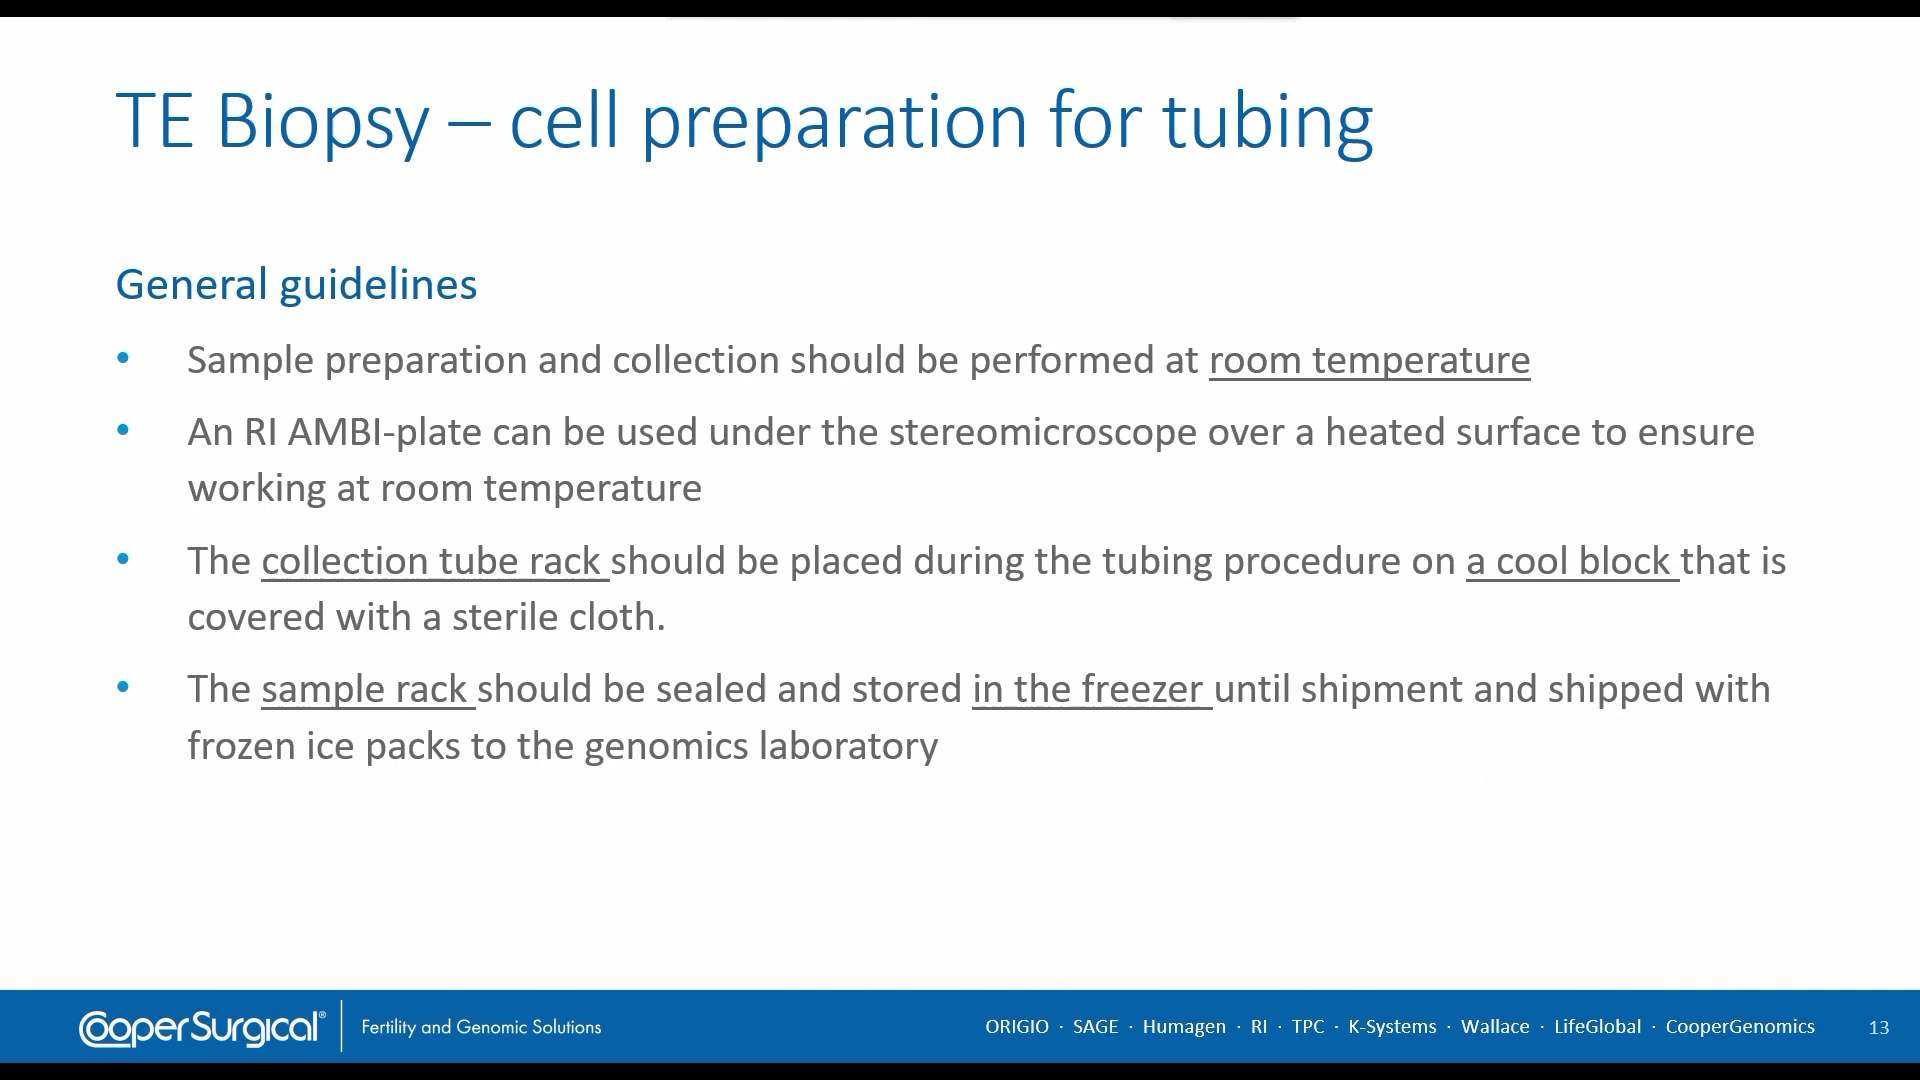 TE Biopsy – cell preparation for tubing
General guidelines
• Sample preparation and collection should be performed at room temperature
• An RI AMBI-plate can be used under the stereomicroscope over a heated surface to ensure
working at room temperature
• The collection tube rack should be placed during the tubing procedure on a cool block that is
covered with a sterile cloth.
• The sample rack should be sealed and stored in the freezer until shipment and shipped with
frozen ice packs to the genomics laboratory
CooperSurgical® Fertility and Genomic Solutions ORIGIO · SAGE · Humagen · RI · TPC · K-Systems · Wallace · LifeGlobal · CooperGenomics 13